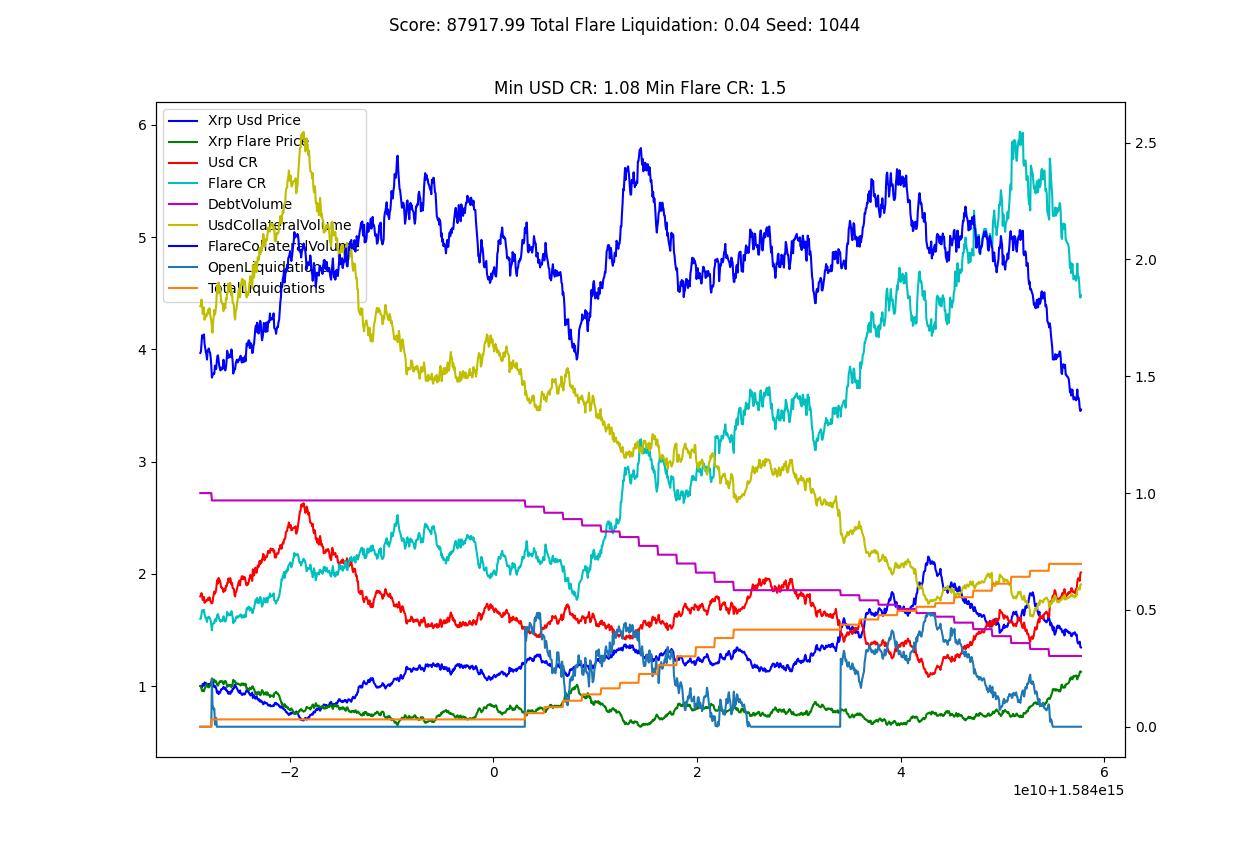 Score: 87917.99 Total Flare Liquidation: 0.04 Seed: 1044
Min USD CR: 1.08 Min Flare CR: 1.5
Xrp Usd Price
Xrp Flare Price
Usd CR
Flare CR
DebtVolume
UsdCollateralVolume
FlareCollateralVolume
OpenLiquidations
TotalLiquidations
6
5
4
3
2
1
2.5
2.0
1.5
1.0
0.5
0.0
−2
0
2
4
6
1e10+1.584e15